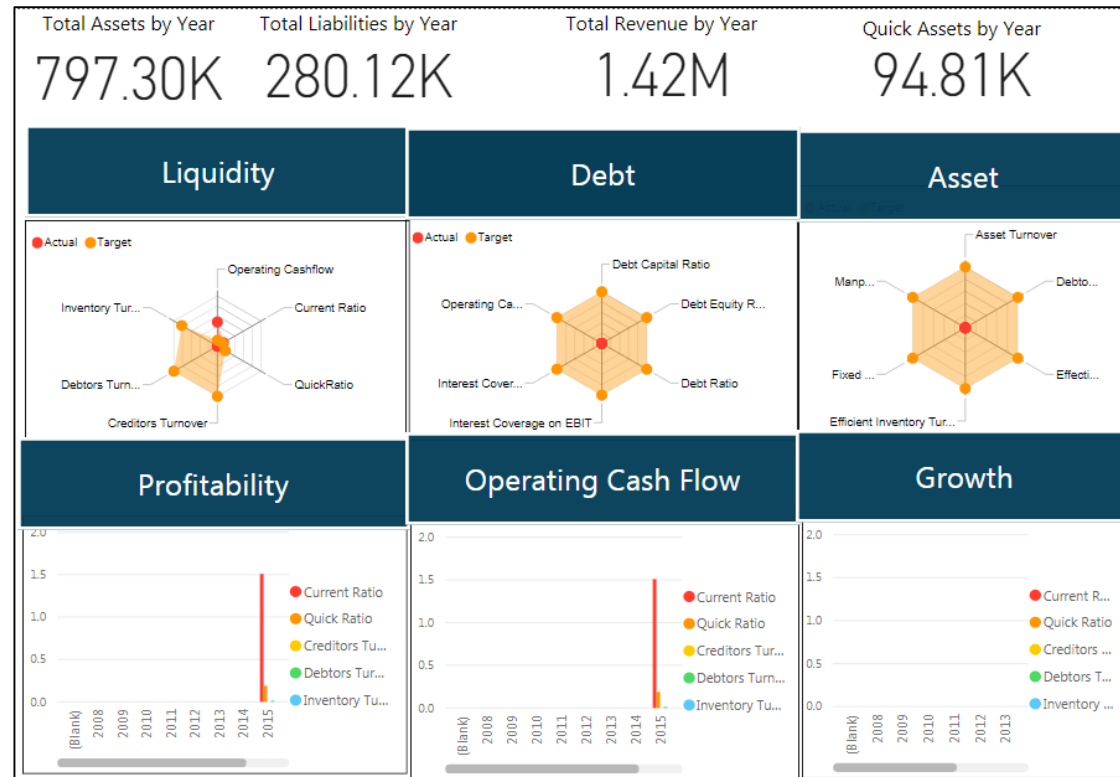 Total Assets by Year
797.30K
Total Liabilities by Year
280.12K
Total Revenue by Year
1.42M
Quick Assets by Year
94.81K
Liquidity
Actual Target
Operating Cashflow
Current Ratio
QuickRatio
Creditors Turnover
Debtors Turn...
Inventory Tur...
Debt
Actual Target
Debt Capital Ratio
Debt Equity R...
Debt Ratio
Interest Coverage on EBIT
Interest Cover...
Operating Ca...
Asset
Asset Turnover
Debto...
Effecti...
Efficient Inventory Tur...
Fixed ...
Manp...
Profitability
2.0
1.5
1.0
0.5
0.0
(Blank)
2008
2009
2010
2011
2012
2013
2014
2015
Current Ratio
Quick Ratio
Creditors Tu...
Debtors Tur...
Inventory Tu...
Operating Cash Flow
2.0
1.5
1.0
0.5
0.0
(Blank)
2008
2009
2010
2011
2012
2013
2014
2015
Current Ratio
Quick Ratio
Creditors Tur...
Debtors Turn...
Inventory Tu...
Growth
2.0
1.5
1.0
0.5
0.0
(Blank)
2008
2009
2010
2011
2012
2013
Current R...
Quick Ratio
Creditors ...
Debtors T...
Inventory ...